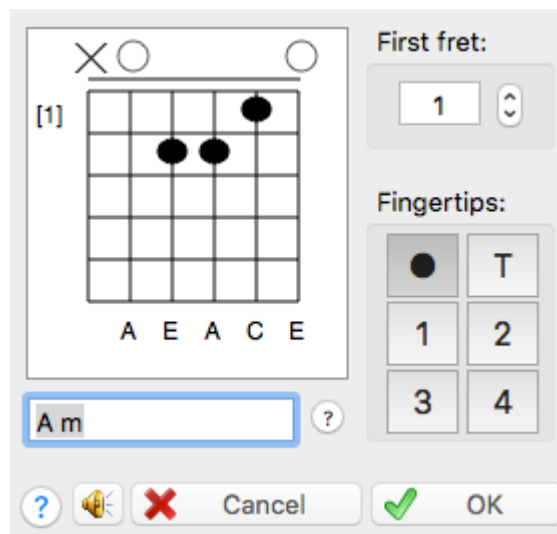 First fret:
[1]
1
Fingertips:
T
1 2
3 4
A E A C E
A m
?
? Cancel OK